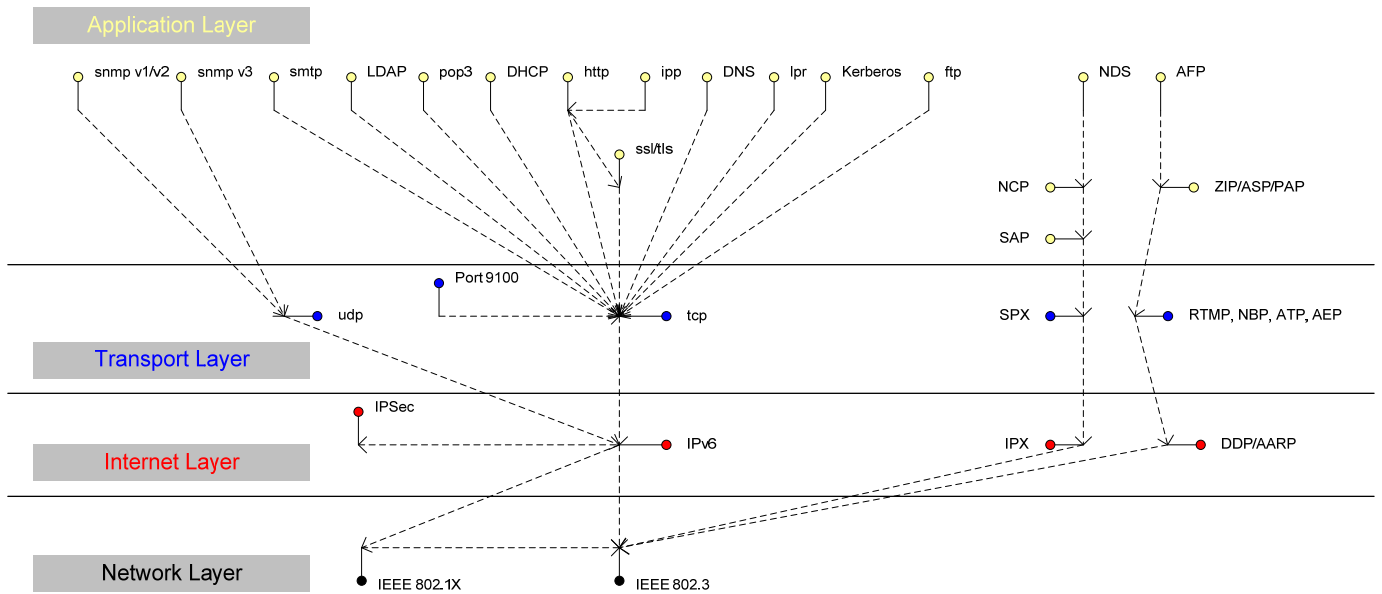 Application Layer
snmp v1/v2
snmp v3
smtp
LDAP
pop3
DHCP
http
ipp
DNS
lpr
Kerberos
ftp
NDS
AFP
ssl/tls
NCP
ZIP/ASP/PAP
SAP
Port 9100
udp
tcp
SPX
RTMP, NBP, ATP, AEP
Transport Layer
IPSec
IPv6
IPX
DDP/AARP
Internet Layer
Network Layer
IEEE 802.1X
IEEE 802.3